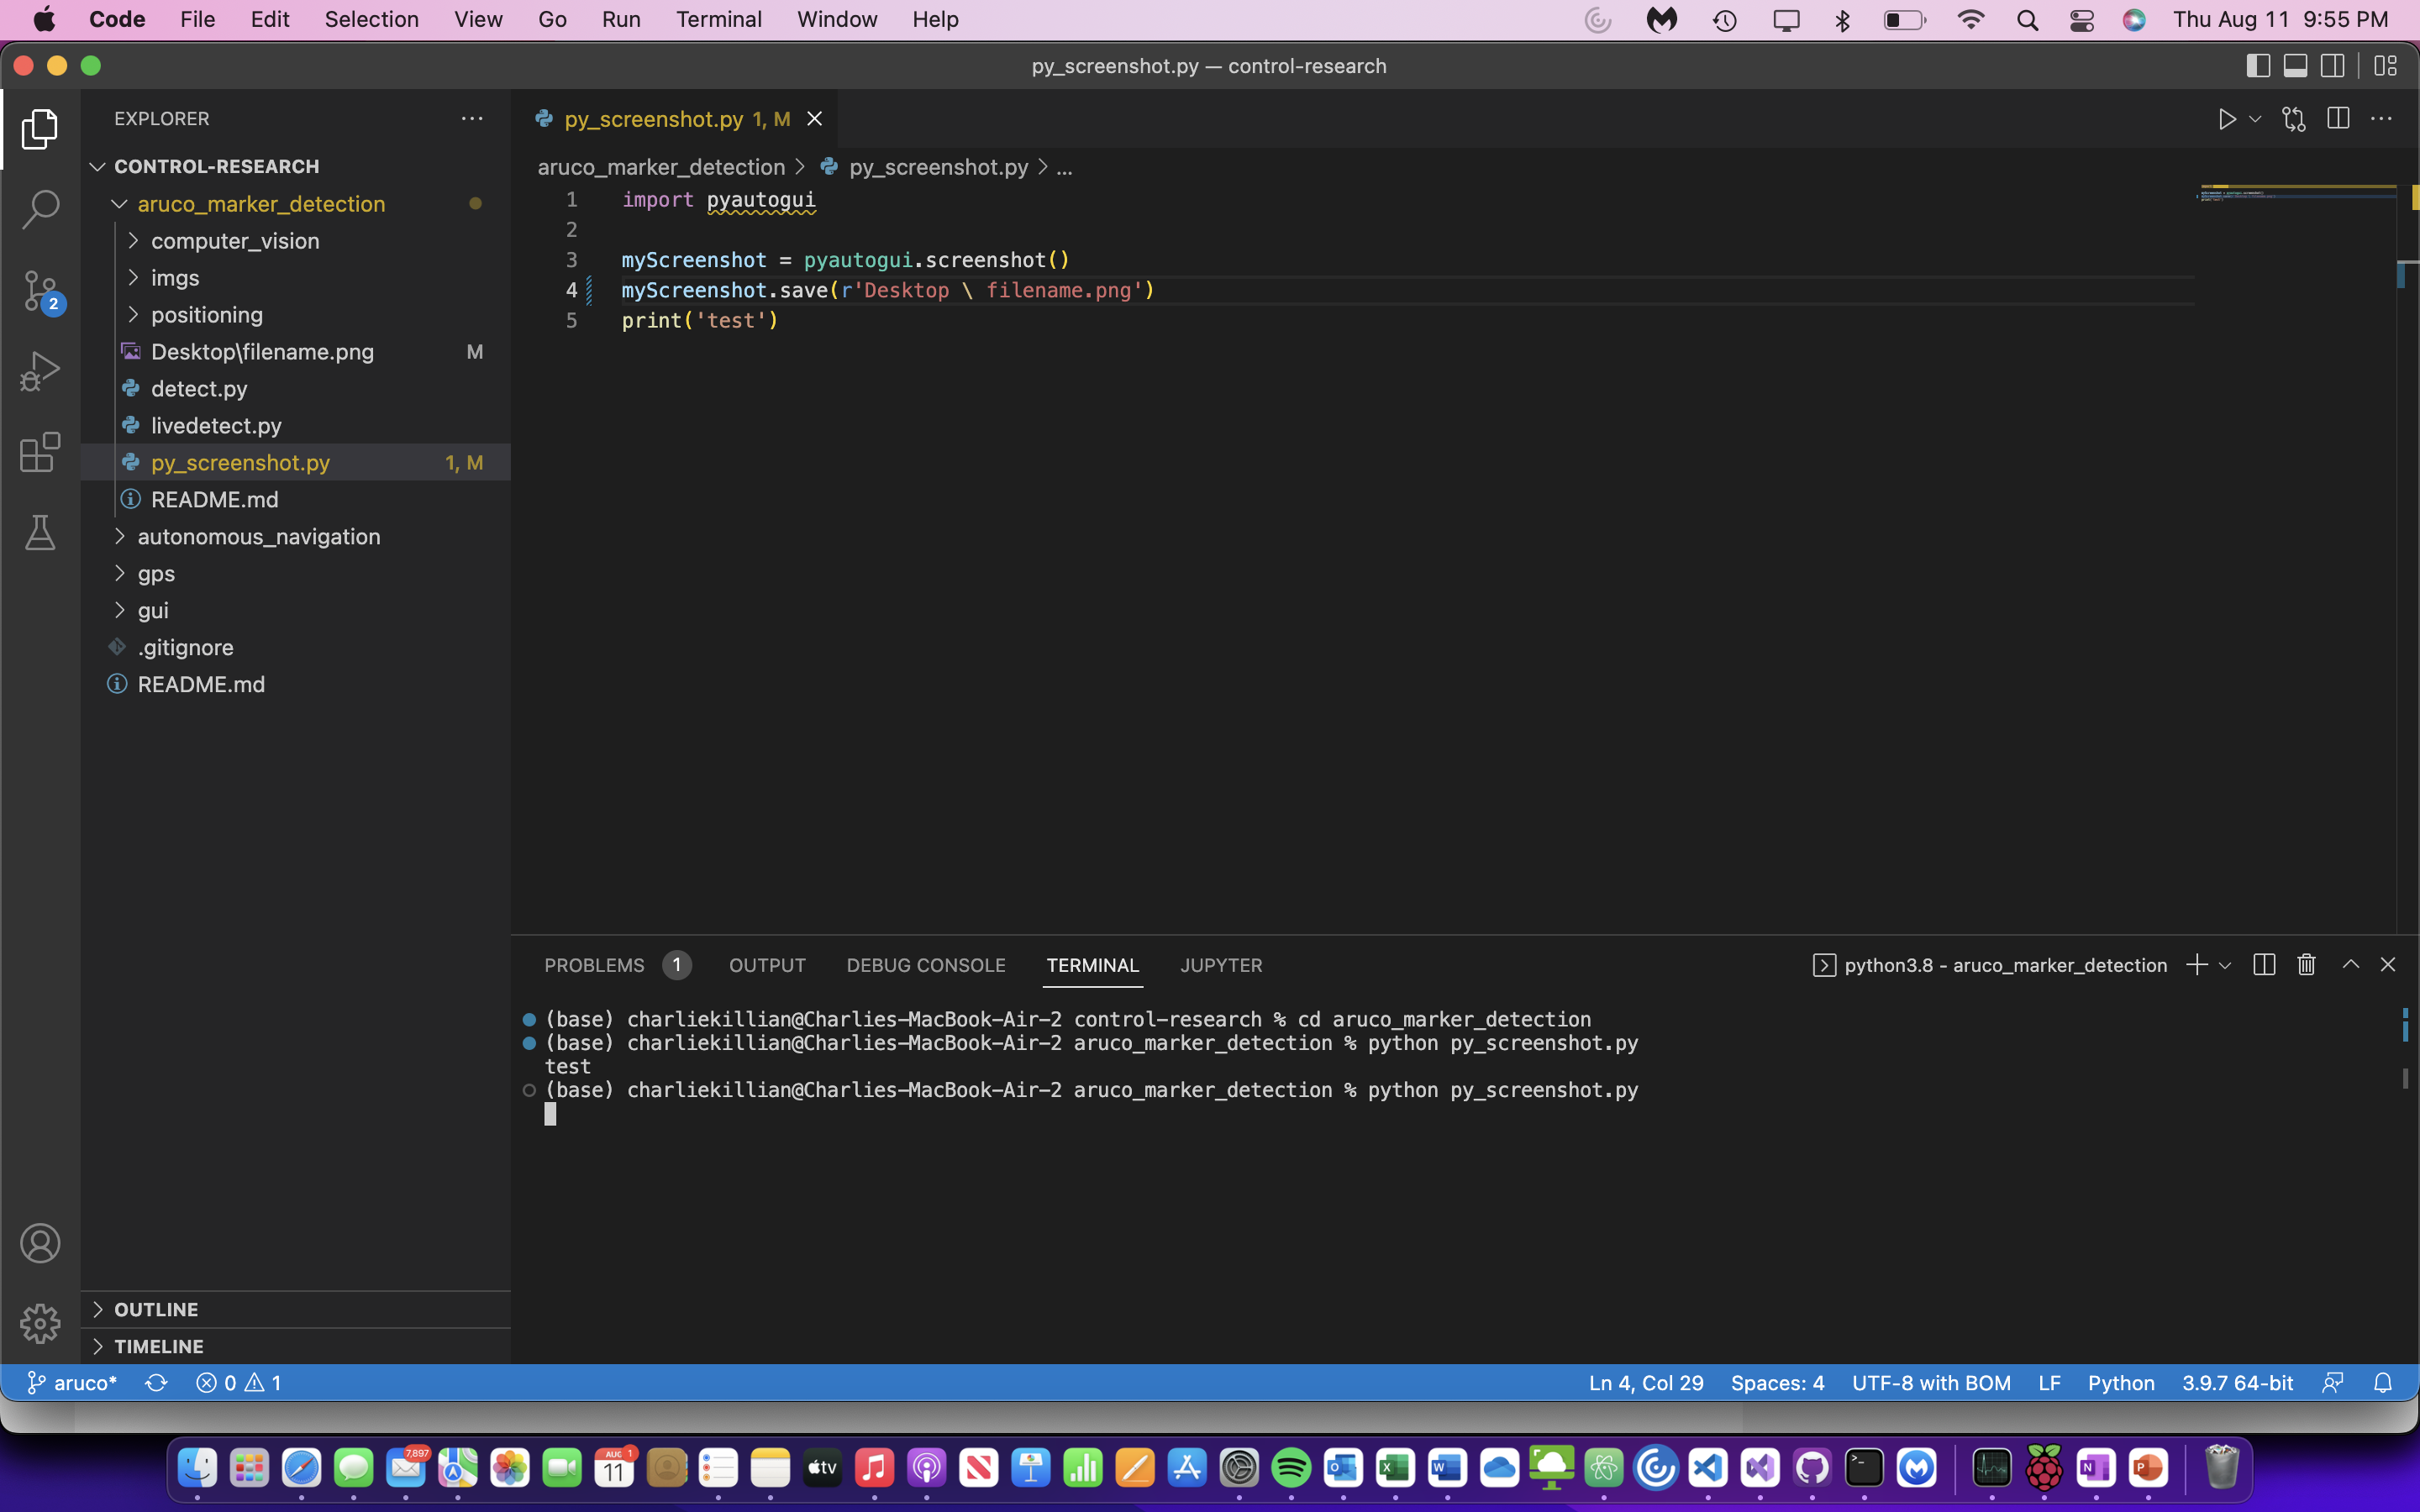 Code File Edit Selection View Go Run Terminal Window Help Thu Aug 11 9:55 PM
py_screenshot.py — control-research
EXPLORER
CONTROL-RESEARCH
aruco_marker_detection
computer_vision
imgs
positioning
Desktop\filename.png M
detect.py
livedetect.py
py_screenshot.py 1, M
README.md
autonomous_navigation
gps
gui
.gitignore
README.md
OUTLINE
TIMELINE
2
py_screenshot.py 1, M
aruco_marker_detection > py_screenshot.py > ...
1 import pyautogui
2
3 myScreenshot = pyautogui.screenshot()
4 myScreenshot.save(r'Desktop \ filename.png')
5 print('test')
PROBLEMS 1 OUTPUT DEBUG CONSOLE TERMINAL JUPYTER python3.8 - aruco_marker_detection
(base) charliekillian@Charlies-MacBook-Air-2 control-research % cd aruco_marker_detection
(base) charliekillian@Charlies-MacBook-Air-2 aruco_marker_detection % python py_screenshot.py
test
(base) charliekillian@Charlies-MacBook-Air-2 aruco_marker_detection % python py_screenshot.py
aruco* 0 1 Ln 4, Col 29 Spaces: 4 UTF-8 with BOM LF Python 3.9.7 64-bit
7,897
AUG 1
11
tv